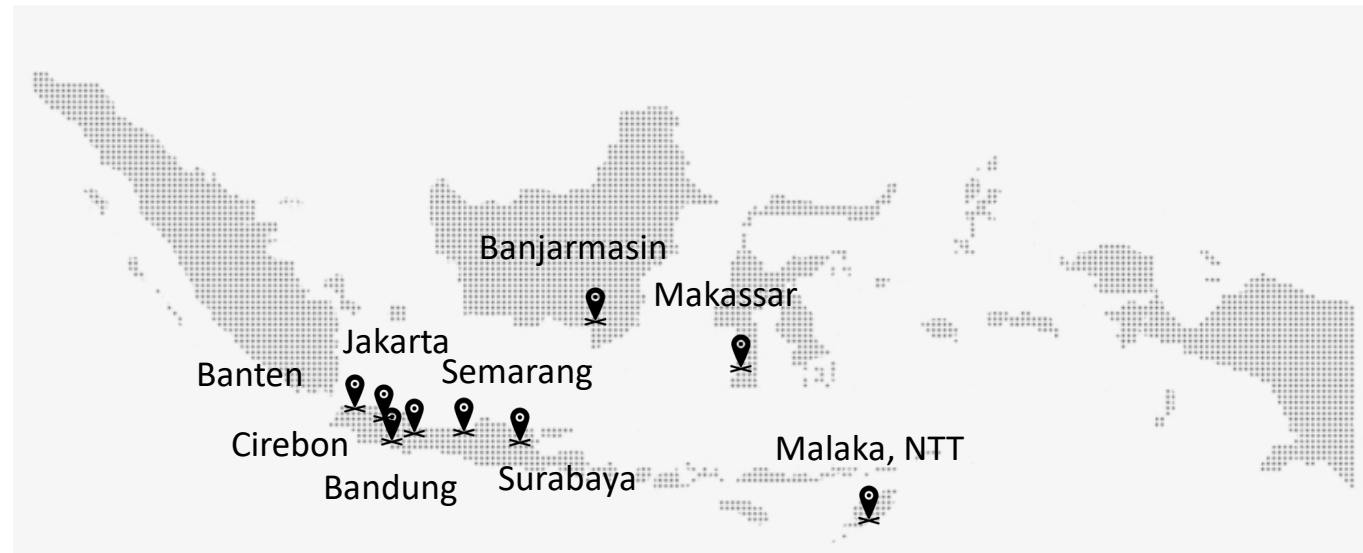 Banjarmasin
Makassar
Jakarta
Semarang
Banten
Cirebon
Malaka, NTT
Bandung
Surabaya